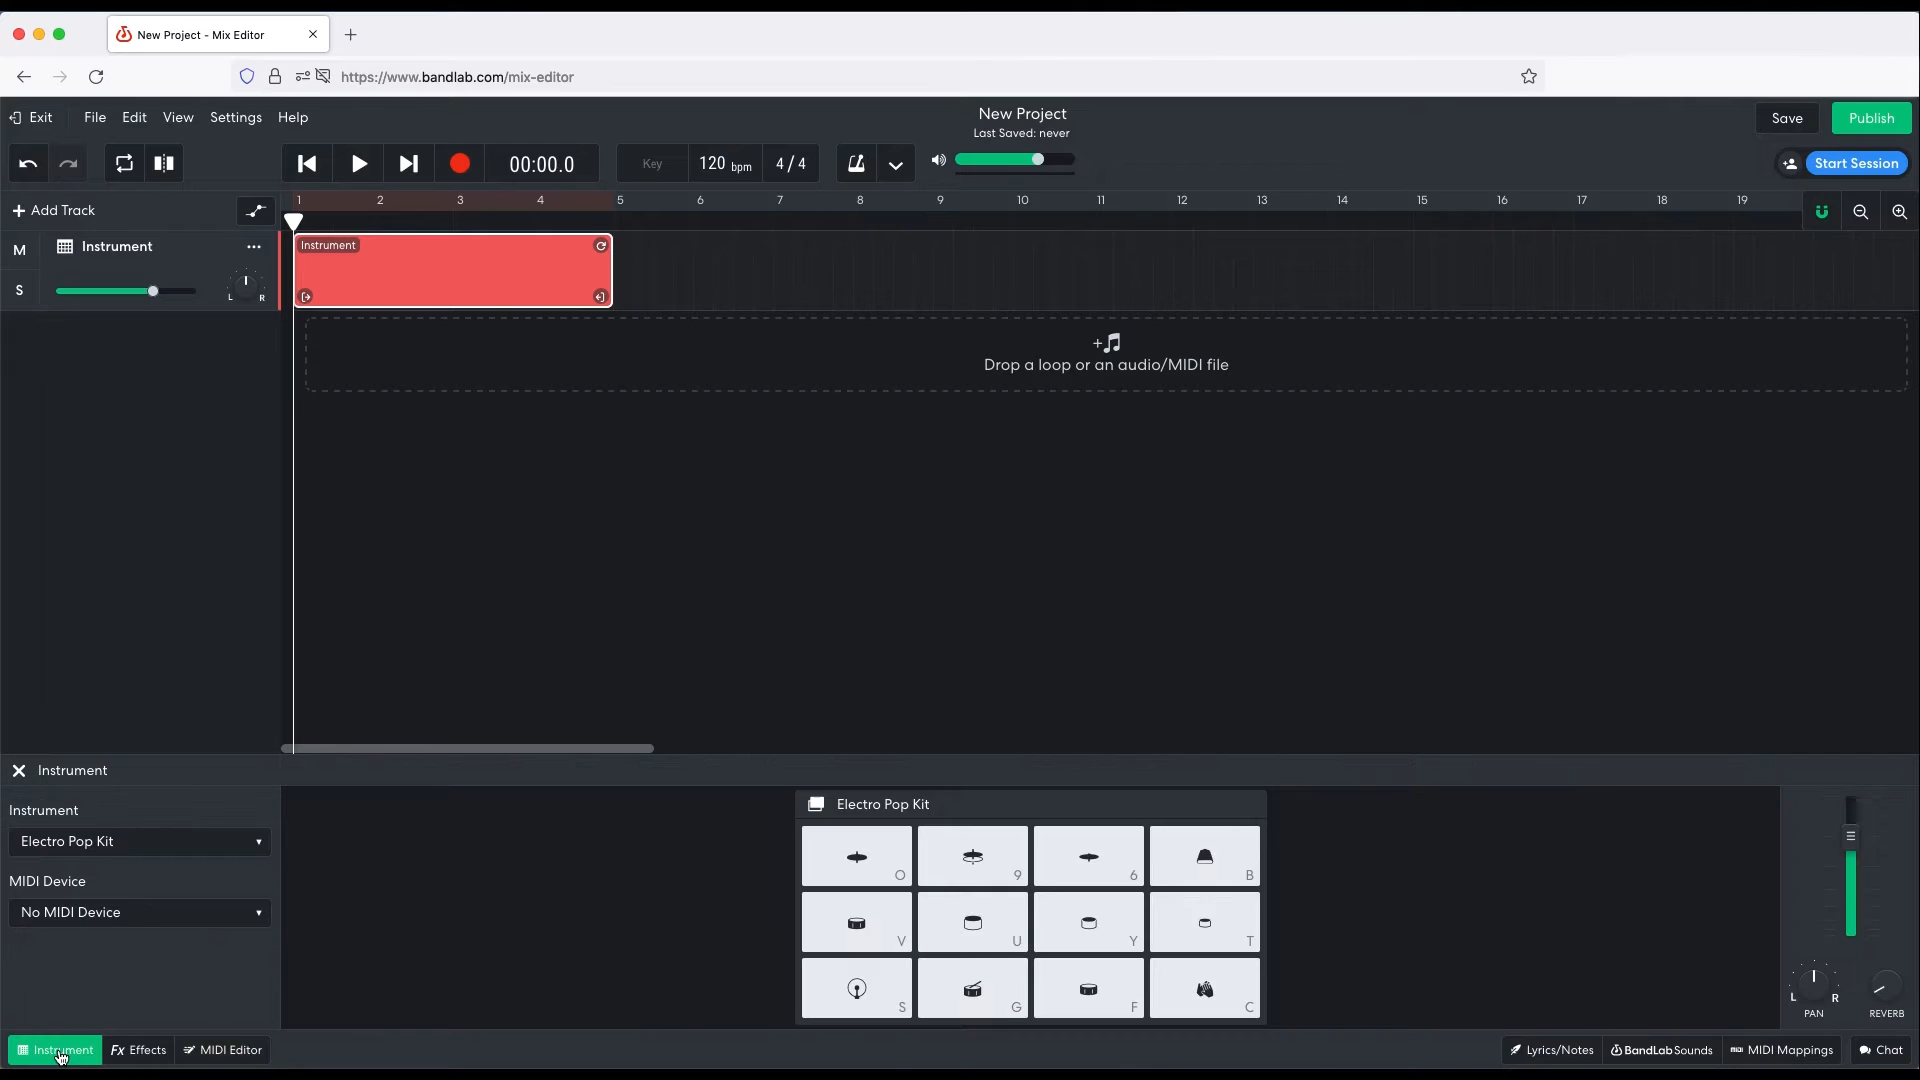 New Project - Mix Editor
https://www.bandlab.com/mix-editor
Exit File Edit View Settings Help
New Project
Last Saved: never
Save Publish
00:00.0 Key 120 bpm 4 / 4
Start Session
+ Add Track
1 2 3 4 5 6 7 8 9 10 11 12 13 14 15 16 17 18 19
M Instrument ...
Instrument
S L R
Drop a loop or an audio/MIDI file
Instrument
Instrument
Electro Pop Kit
MIDI Device
No MIDI Device
Electro Pop Kit
O 9 6 B
V U Y T
S G F C
L R
PAN REVERB
Instrument Fx Effects MIDI Editor
Lyrics/Notes BandLab Sounds MIDI Mappings Chat